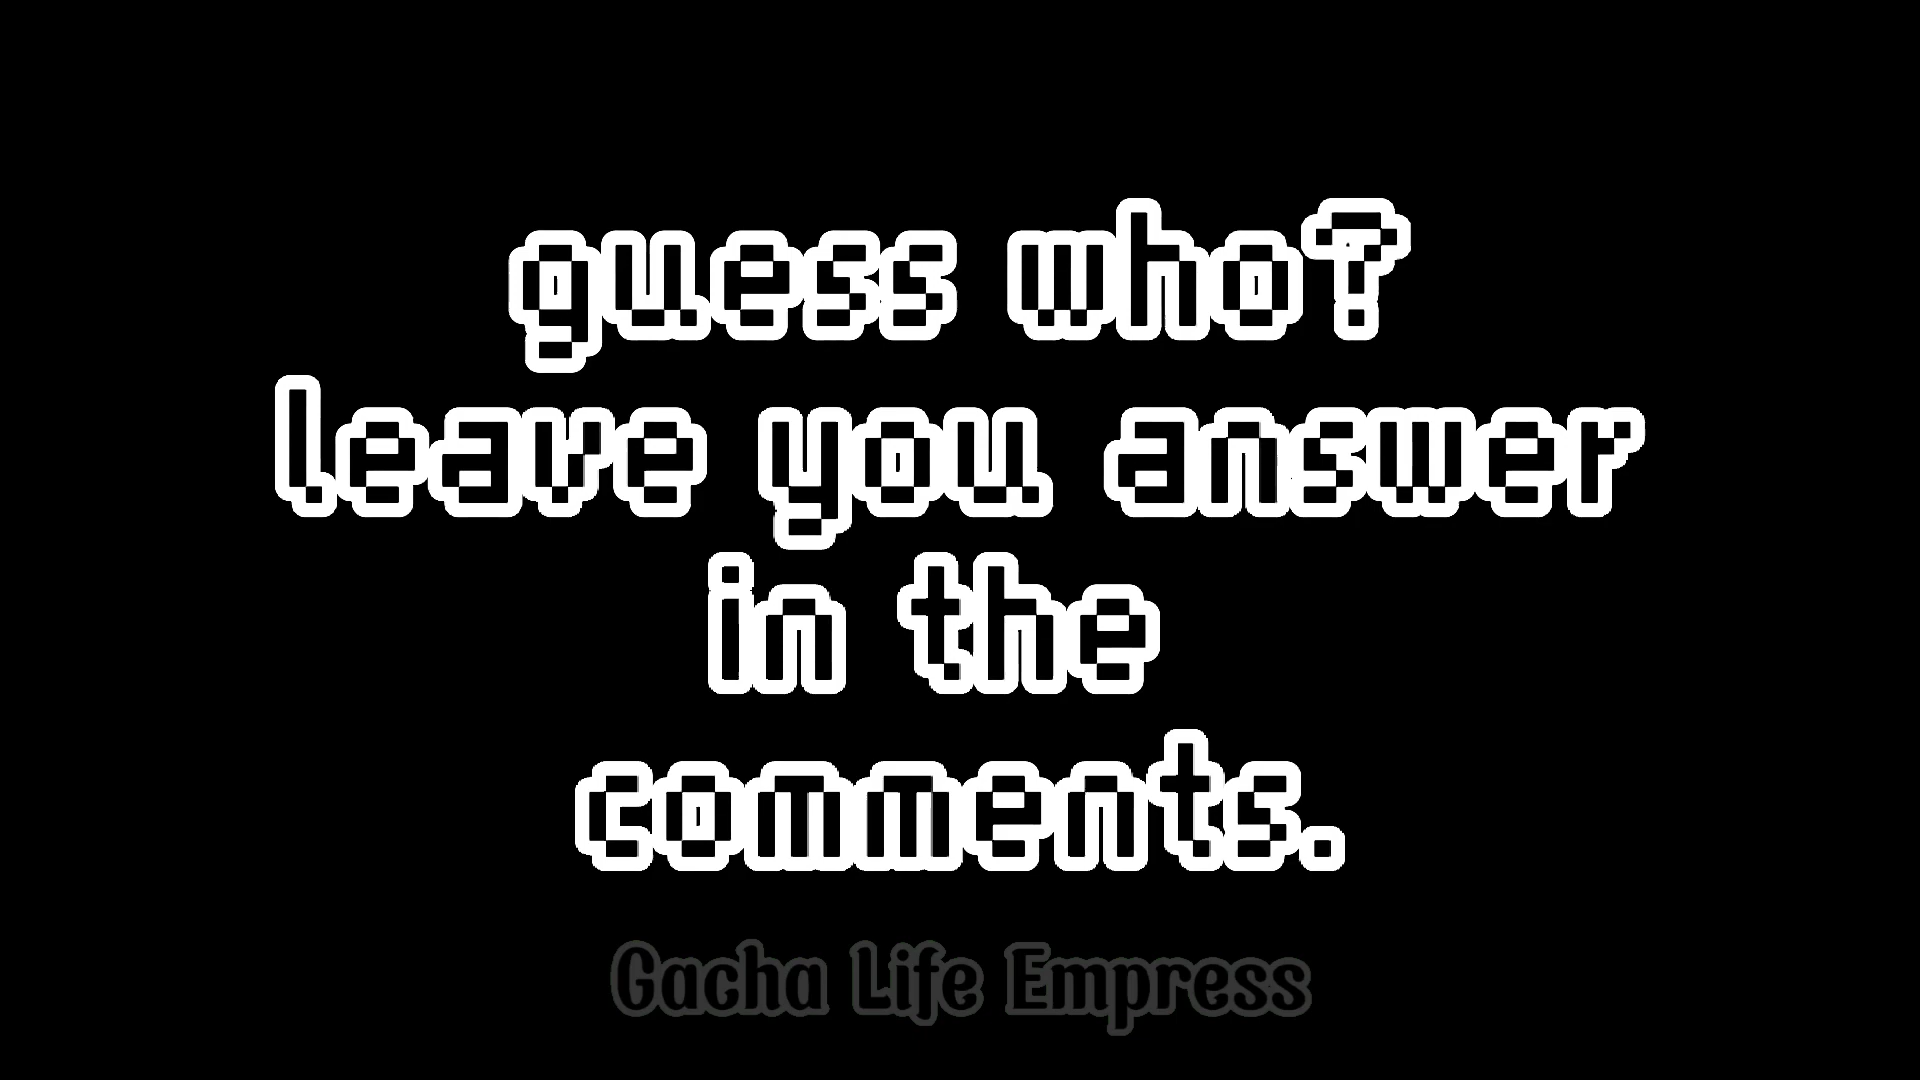 guess who?
leave you answer
in the
comments.
Gacha Life Empress